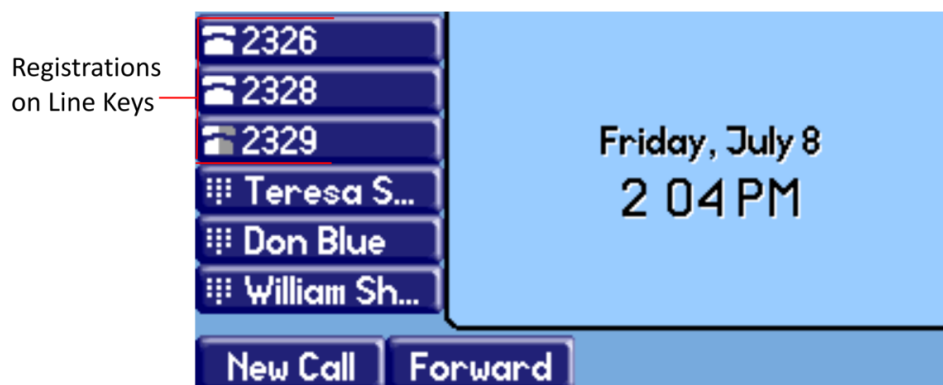 Registrations
on Line Keys
2326
2328
2329
Teresa S...
Don Blue
William Sh...
Friday, July 8
2 04 PM
New Call
Forward